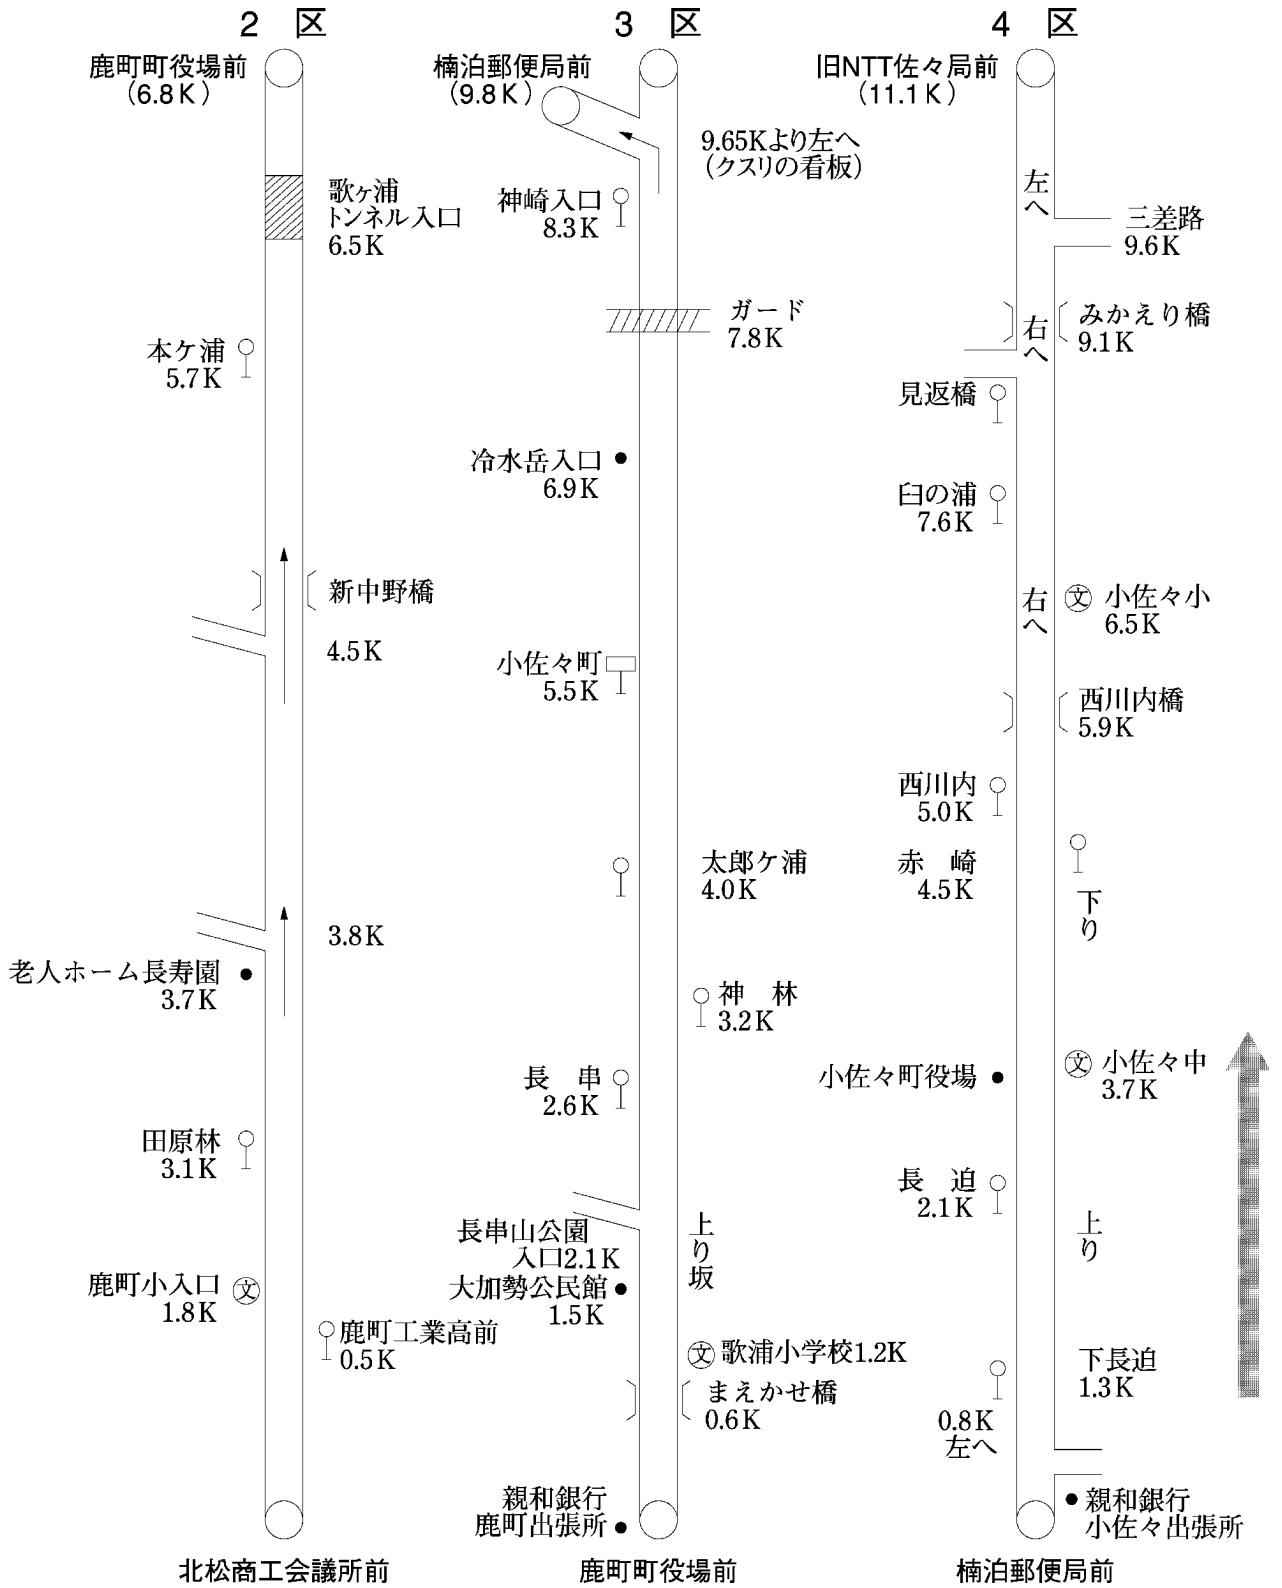 2 区
鹿町町役場前
（6.8K）
歌ヶ浦
トンネル入口
6.5K
本ケ浦
5.7K
新中野橋
4.5K
3.8K
老人ホーム長寿園
3.7K
田原林
3.1K
鹿町小入口
文
1.8K
鹿町工業高前
0.5K
北松商工会議所前
3 区
楠泊郵便局前
（9.8K）
9.65Kより左へ
（クスリの看板）
神崎入口
8.3K
ガード
7.8K
冷水岳入口
6.9K
小佐々町
5.5K
太郎ケ浦
4.0K
神 林
3.2K
長 串
2.6K
長串山公園
入口2.1K
上り坂
大加勢公民館
1.5K
文 歌浦小学校1.2K
まえかせ橋
0.6K
親和銀行
鹿町出張所
鹿町町役場前
4 区
旧NTT佐々局前
（11.1K）
左へ
三差路
9.6K
みかえり橋
9.1K
右へ
見返橋
臼の浦
7.6K
右へ
文 小佐々小
6.5K
西川内橋
5.9K
西川内
5.0K
赤 崎
4.5K
下り
文 小佐々中
3.7K
小佐々町役場
長 迫
2.1K
上り
下長迫
1.3K
0.8K
左へ
親和銀行
小佐々出張所
楠泊郵便局前